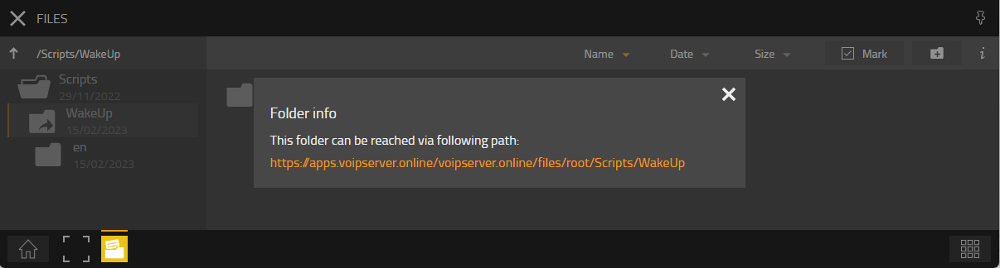 FILES
/Scripts/WakeUp
Name
Date
Size
Mark
i
Scripts
29/11/2022
WakeUp
15/02/2023
en
15/02/2023
Folder info
This folder can be reached via following path:
https://apps.voipserver.online/voipserver.online/files/root/Scripts/WakeUp